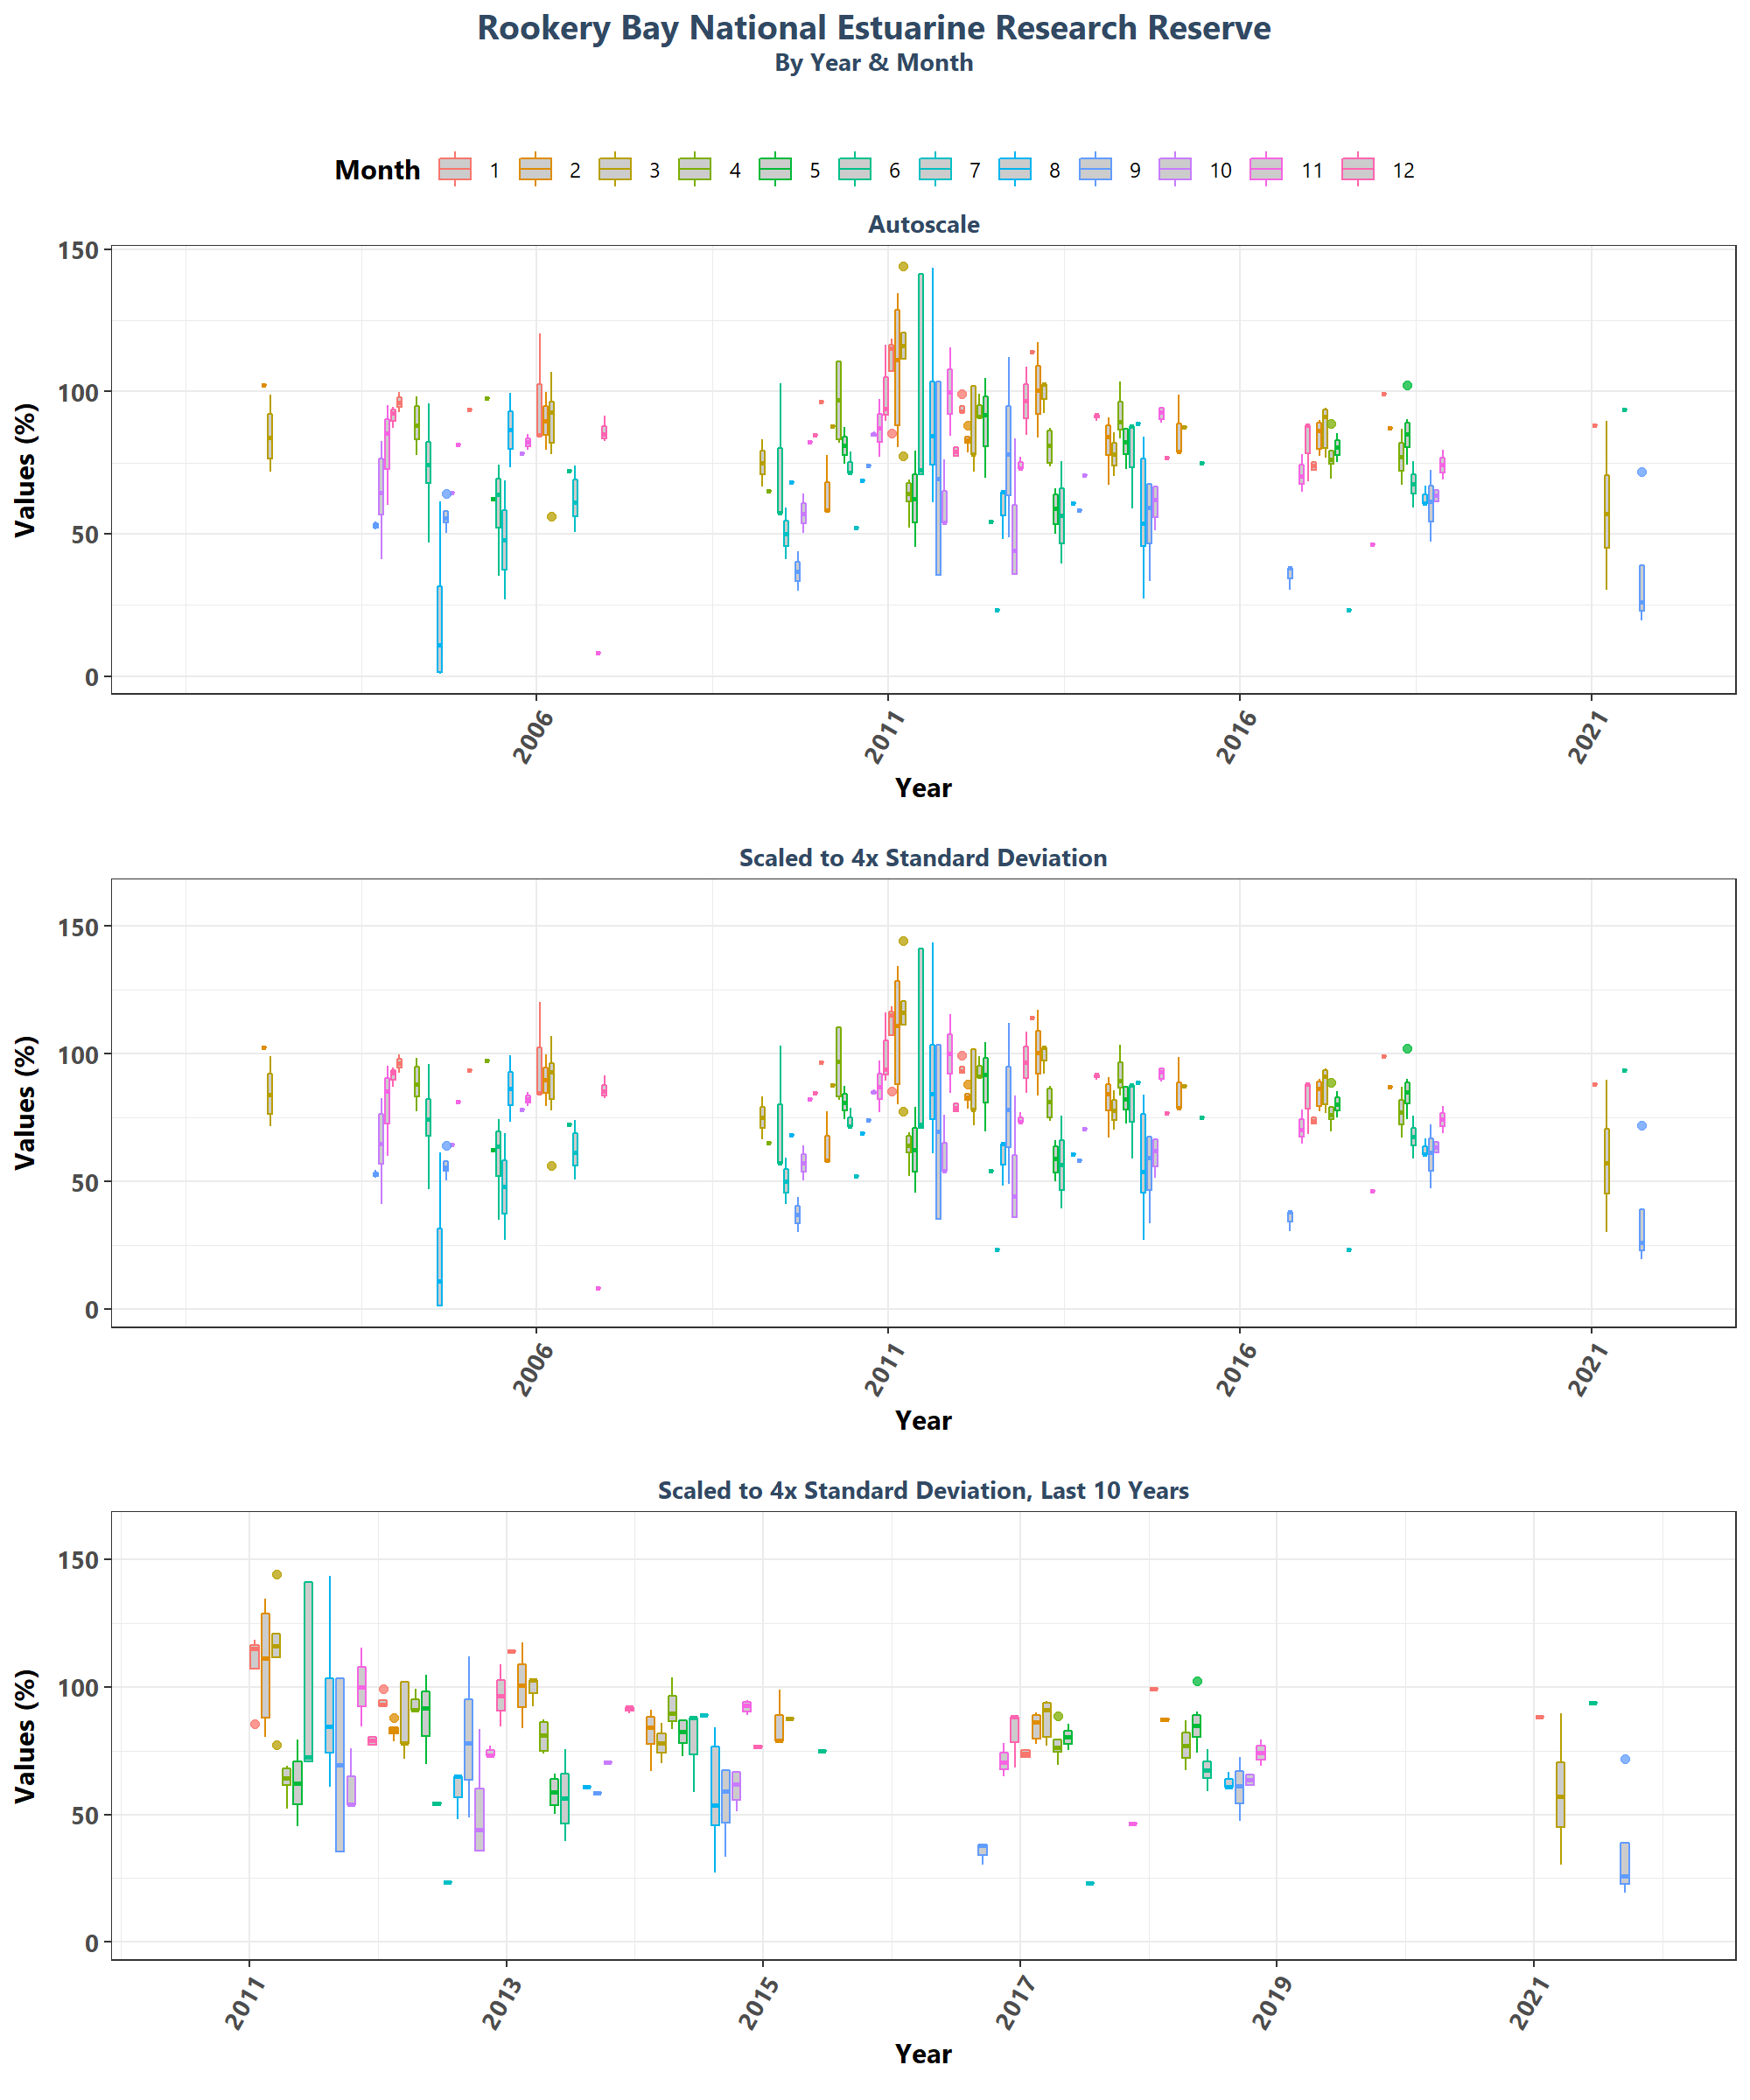 Rookery Bay National Estuarine Research Reserve
By Year & Month
Month 1 2 3 4 5 6 7 8 9 10 11 12
Autoscale
150
100
50
0
Values (%)
2006 2011 2016 2021
Year
Scaled to 4x Standard Deviation
150
100
50
0
Values (%)
2006 2011 2016 2021
Year
Scaled to 4x Standard Deviation, Last 10 Years
150
100
50
0
Values (%)
2011 2013 2015 2017 2019 2021
Year